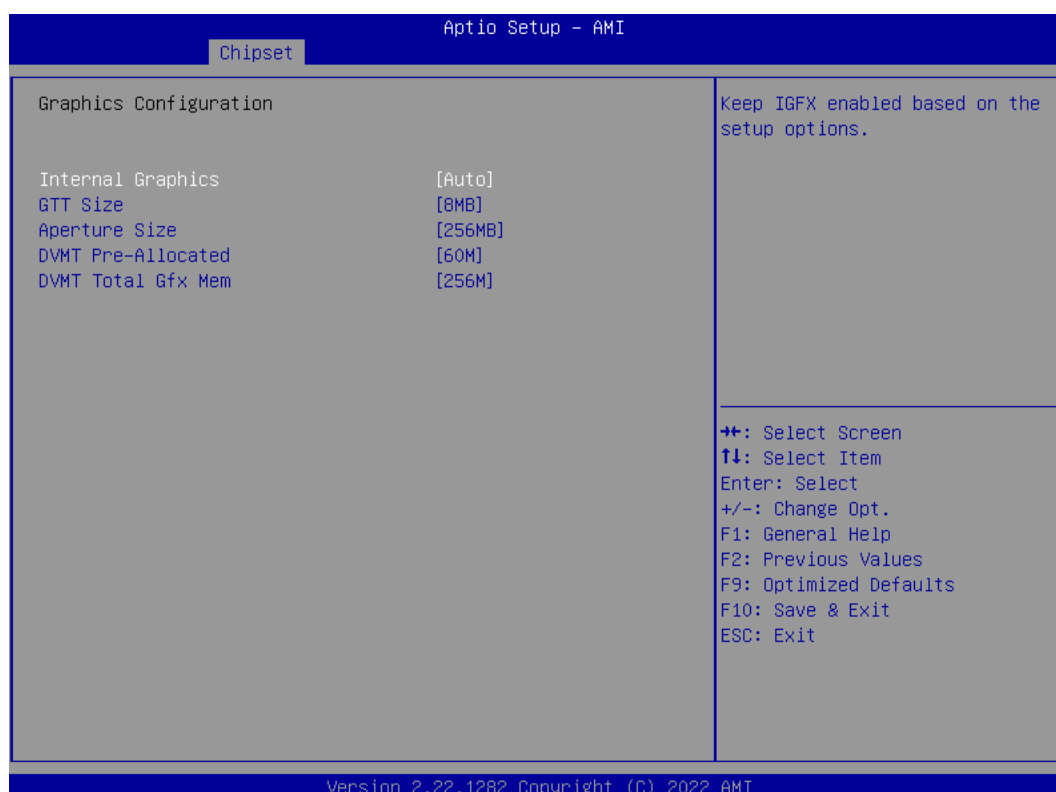 Aptio Setup – AMI
Chipset
Graphics Configuration
Internal Graphics [Auto]
GTT Size [8MB]
Aperture Size [256MB]
DVMT Pre-Allocated [60M]
DVMT Total Gfx Mem [256M]
Keep IGFX enabled based on the
setup options.
→←: Select Screen
↑↓: Select Item
Enter: Select
+/-: Change Opt.
F1: General Help
F2: Previous Values
F9: Optimized Defaults
F10: Save & Exit
ESC: Exit
Version 2.22.1282 Copyright (C) 2022 AMI